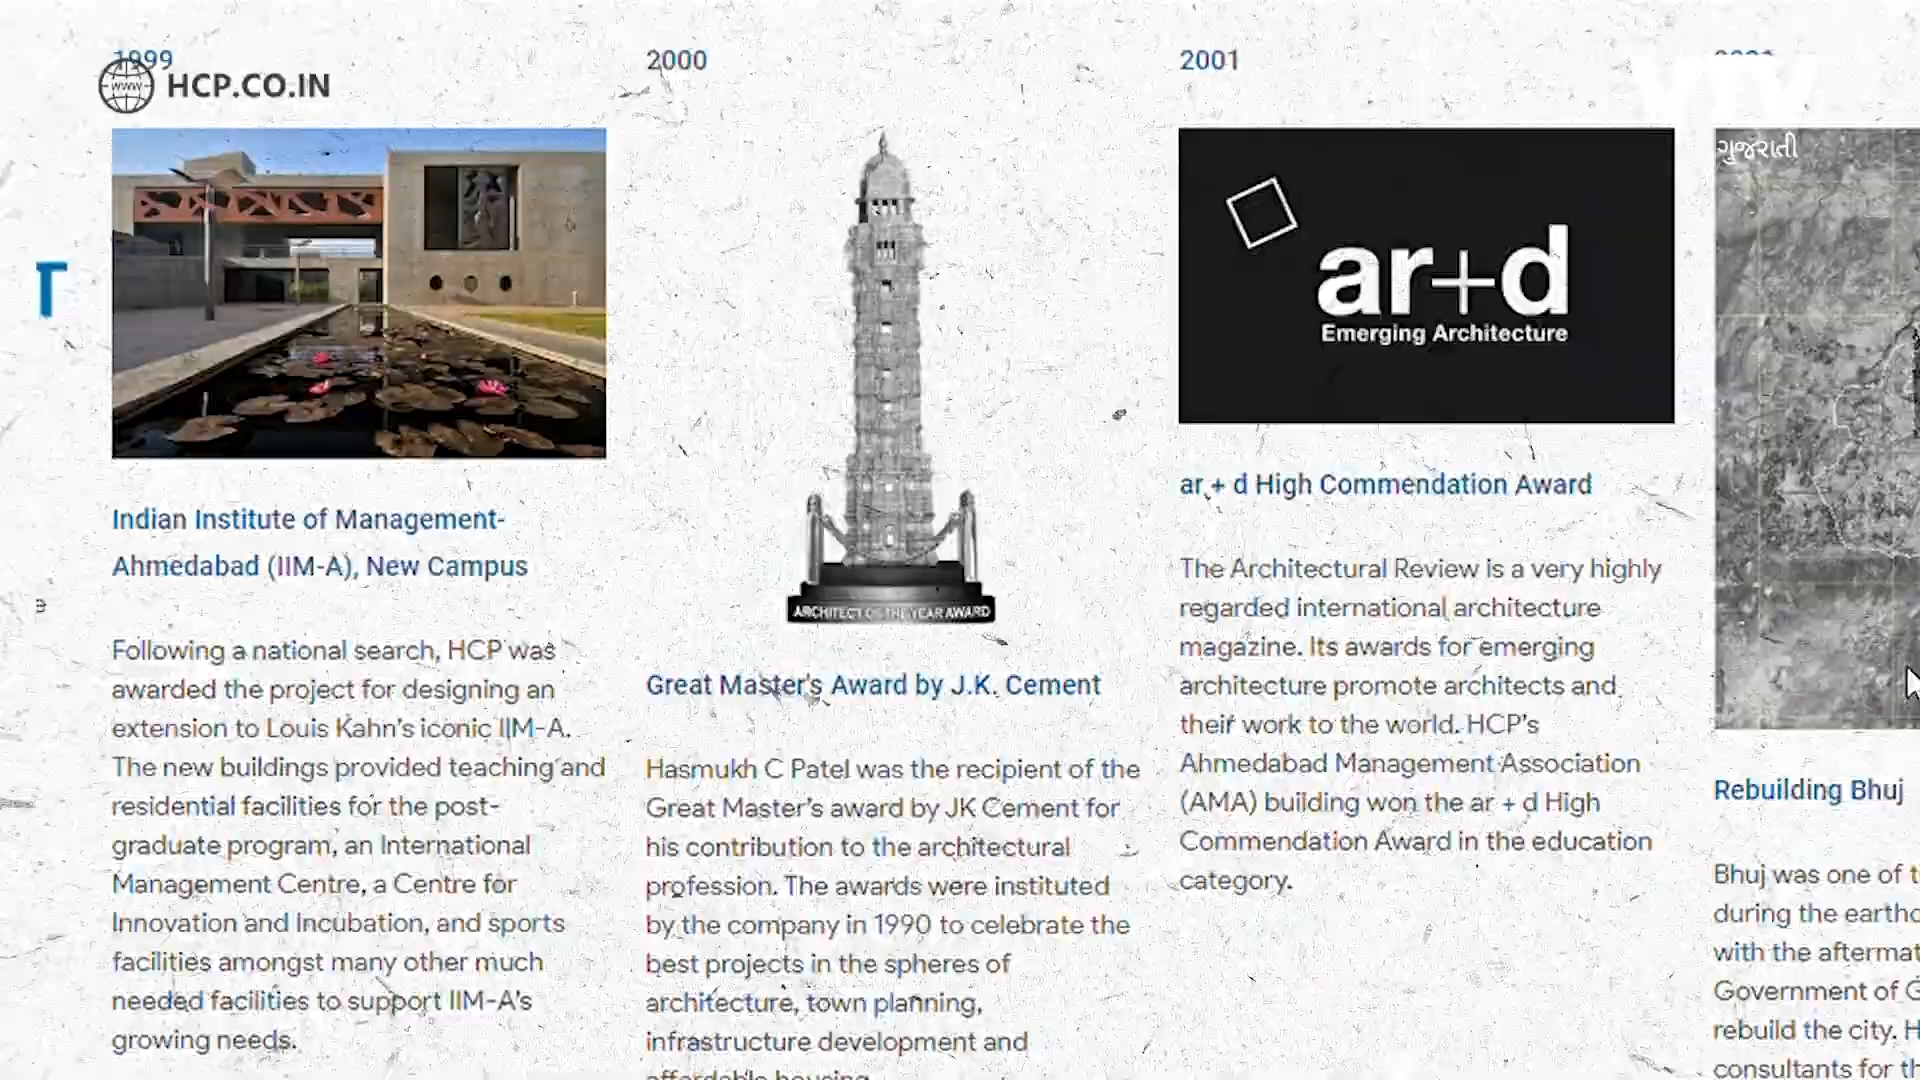 1999
www
HCP.CO.IN
T
e
Indian Institute of Management-
Ahmedabad (IIM-A), New Campus
Following a national search, HCP was
awarded the project for designing an
extension to Louis Kahn's iconic IIM-A.
The new buildings provided teaching and
residential facilities for the post-
graduate program, an International
Management Centre, a Centre for
Innovation and Incubation, and sports
facilities amongst many other much
needed facilities to support IIM-A's
growing needs.
2000
ARCHITECT OF THE YEAR AWARD
Great Master's Award by J.K. Cement
Hasmukh C Patel was the recipient of the
Great Master's award by JK Cement for
his contribution to the architectural
profession. The awards were instituted
by the company in 1990 to celebrate the
best projects in the spheres of
architecture, town planning,
infrastructure development and
affordable housing
2001
ar+d
Emerging Architecture
ar + d High Commendation Award
The Architectural Review is a very highly
regarded international architecture
magazine. Its awards for emerging
architecture promote architects and
their work to the world. HCP's
Ahmedabad Management Association
(AMA) building won the ar + d High
Commendation Award in the education
category.
VTV
ગુજરાતી
Rebuilding Bhuj
Bhuj was one of
during the
with the
Government of
rebuild the city.
consultants for